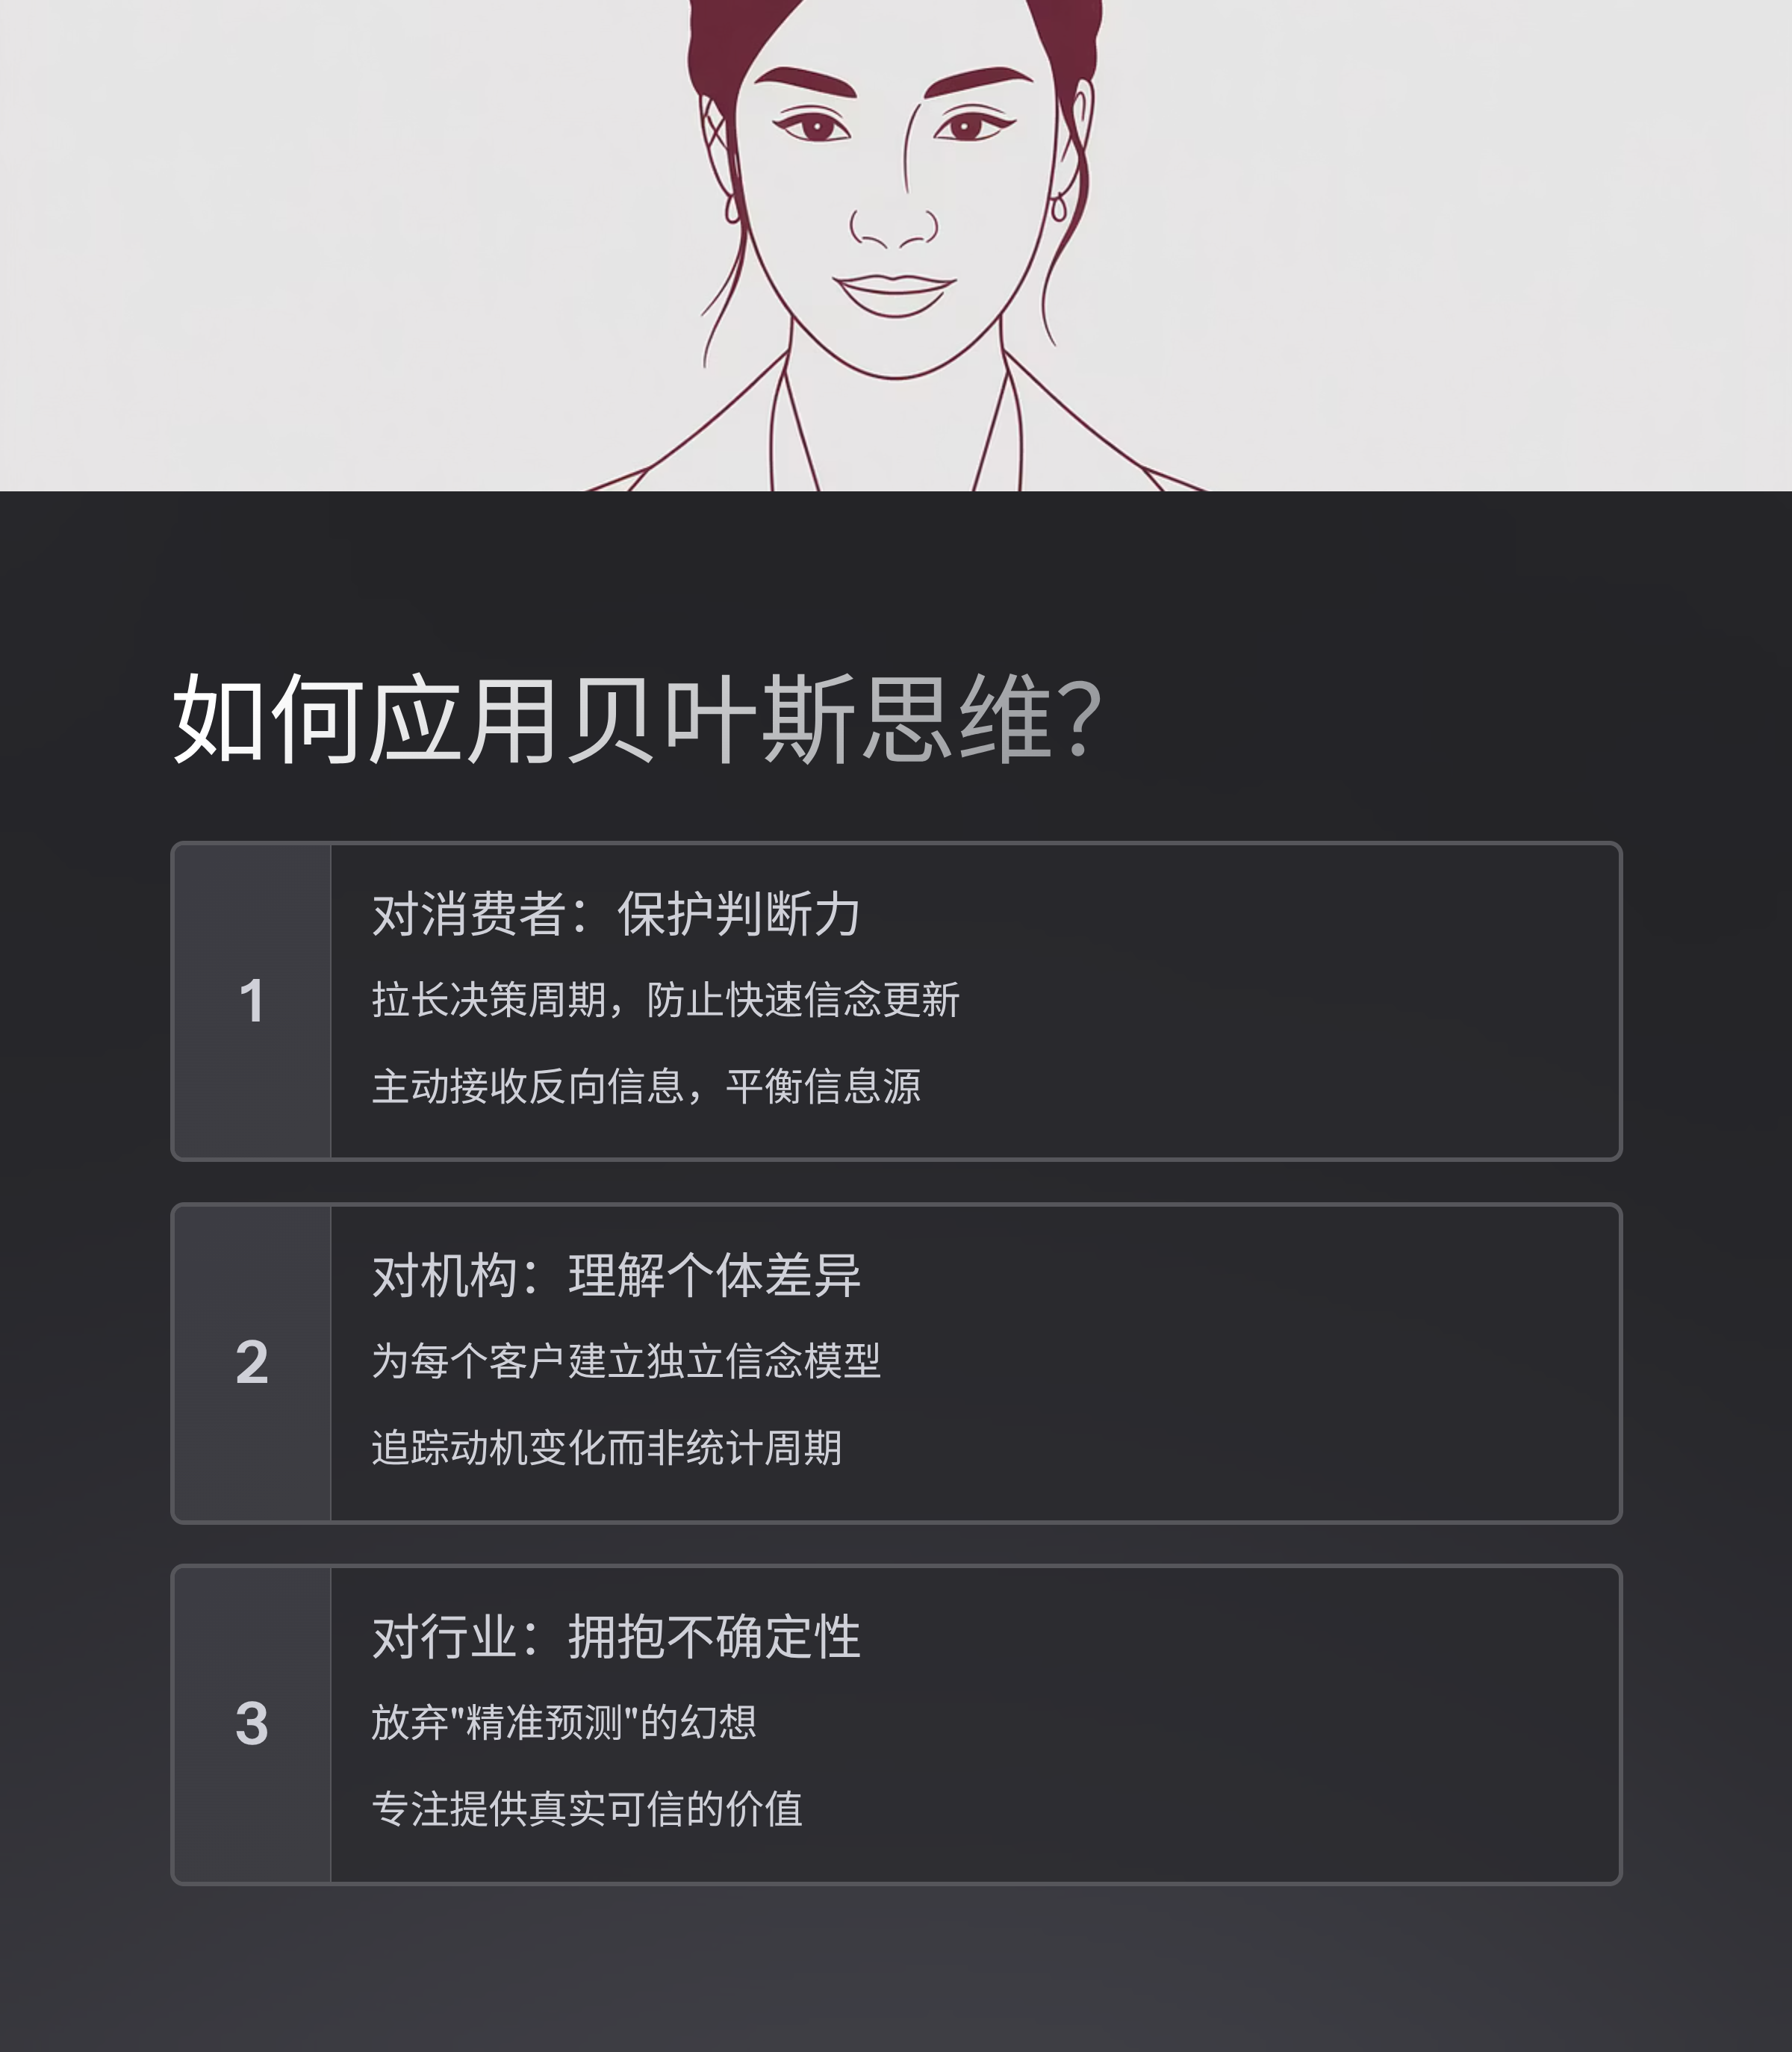 如何应用贝叶斯思维？
1
对消费者：保护判断力
拉长决策周期，防止快速信念更新
主动接收反向信息，平衡信息源
2
对机构：理解个体差异
为每个客户建立独立信念模型
追踪动机变化而非统计周期
3
对行业：拥抱不确定性
放弃"精准预测"的幻想
专注提供真实可信的价值